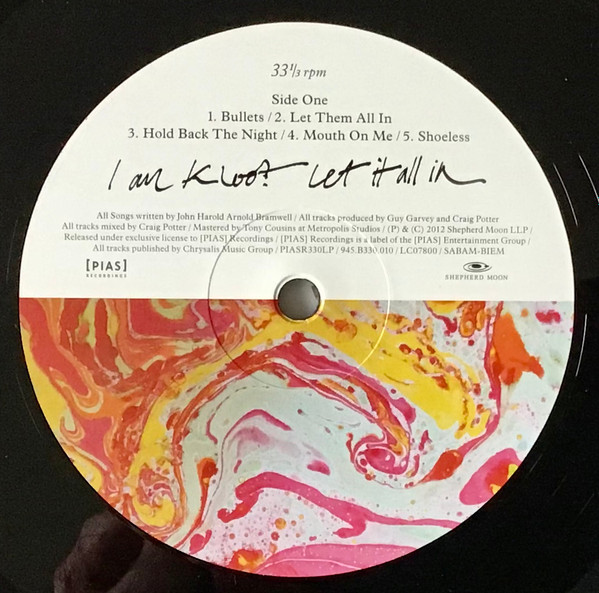 33⅓ rpm
Side One
1. Bullets / 2. Let Them All In
3. Hold Back The Night / 4. Mouth On Me / 5. Shoeless
I am Kloot Let it all in
All Songs written by John Harold Arnold Bramwell / All tracks produced by Guy Garvey and Craig Potter
All tracks mixed by Craig Potter / Mastered by Tony Cousins at Metropolis Studios / (P) & (C) 2012 Shepherd Moon LLP /
Released under exclusive license to [PIAS] Recordings / [PIAS] Recordings is a label of the [PIAS] Entertainment Group /
All tracks published by Chrysalis Music Group / PIASR330LP / 945.B330.010 / LC07800 / SABAM-BIEM
[PIAS]
RECORDINGS
SHEPHERD MOON